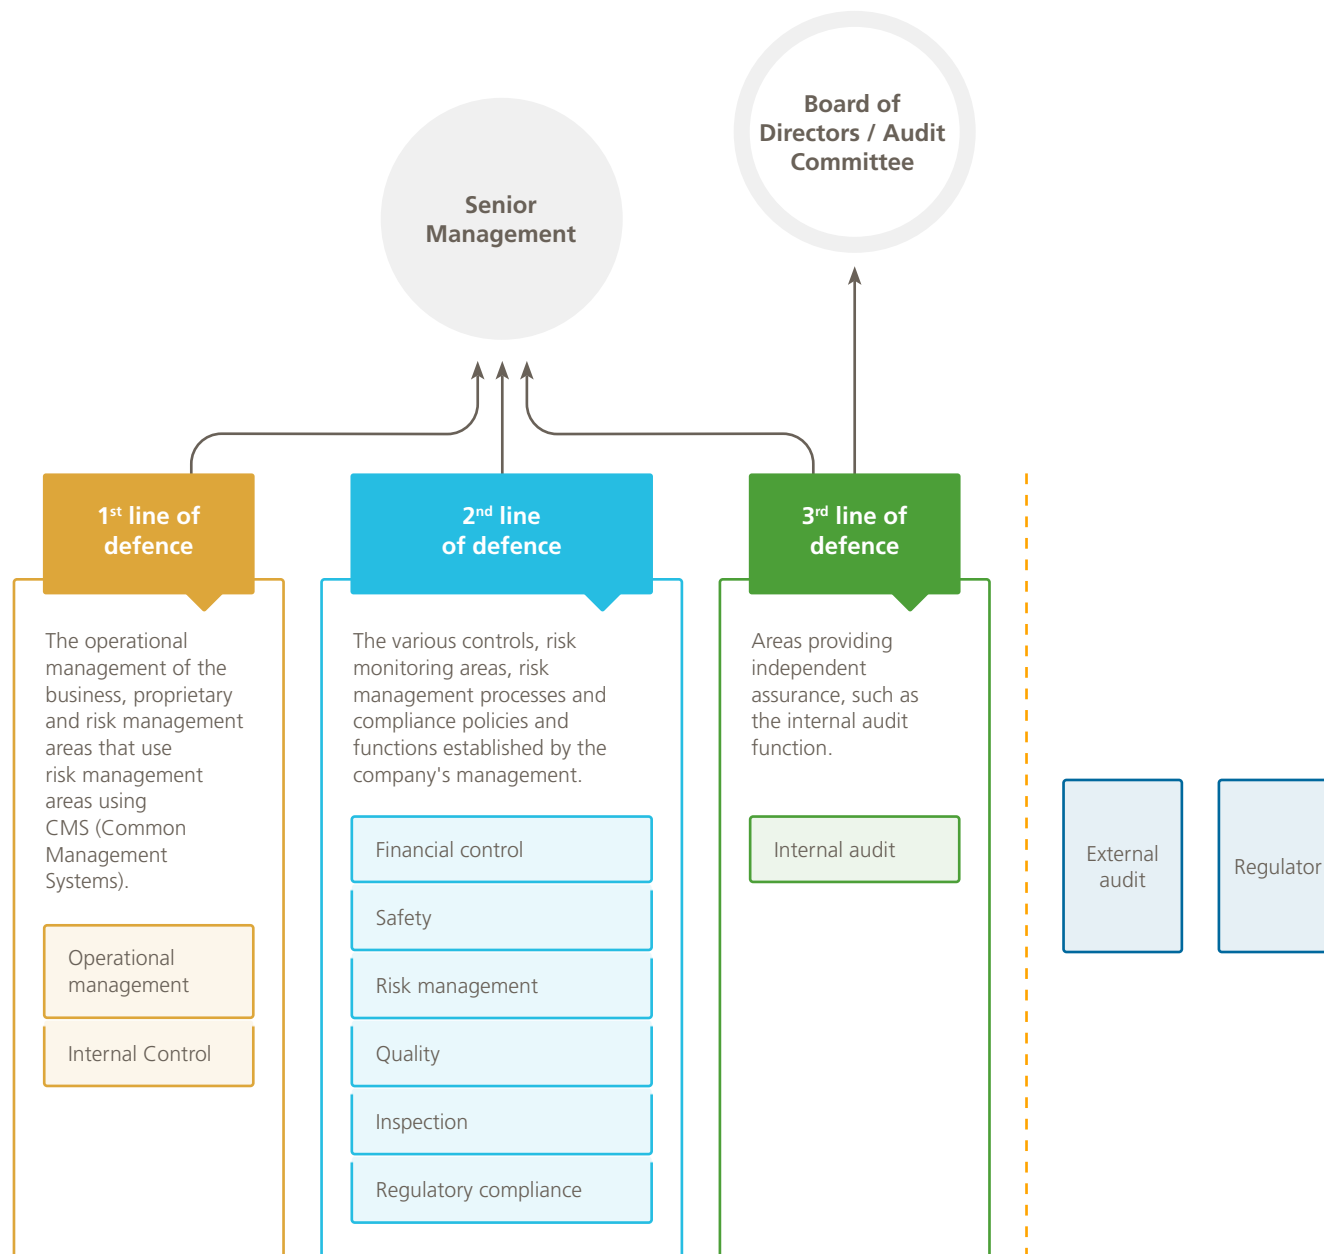 Board of
Directors / Audit
Committee
Senior
Management
1st line of
defence
2nd line
of defence
3rd line of
defence
The operational
management of the
business, proprietary
and risk management
areas that use
risk management
areas using
CMS (Common
Management
Systems).
Operational
management
Internal Control
The various controls, risk
monitoring areas, risk
management processes and
compliance policies and
functions established by the
company's management.
Financial control
Safety
Risk management
Quality
Inspection
Regulatory compliance
Areas providing
independent
assurance, such as
the internal audit
function.
Internal audit
External
audit
Regulator